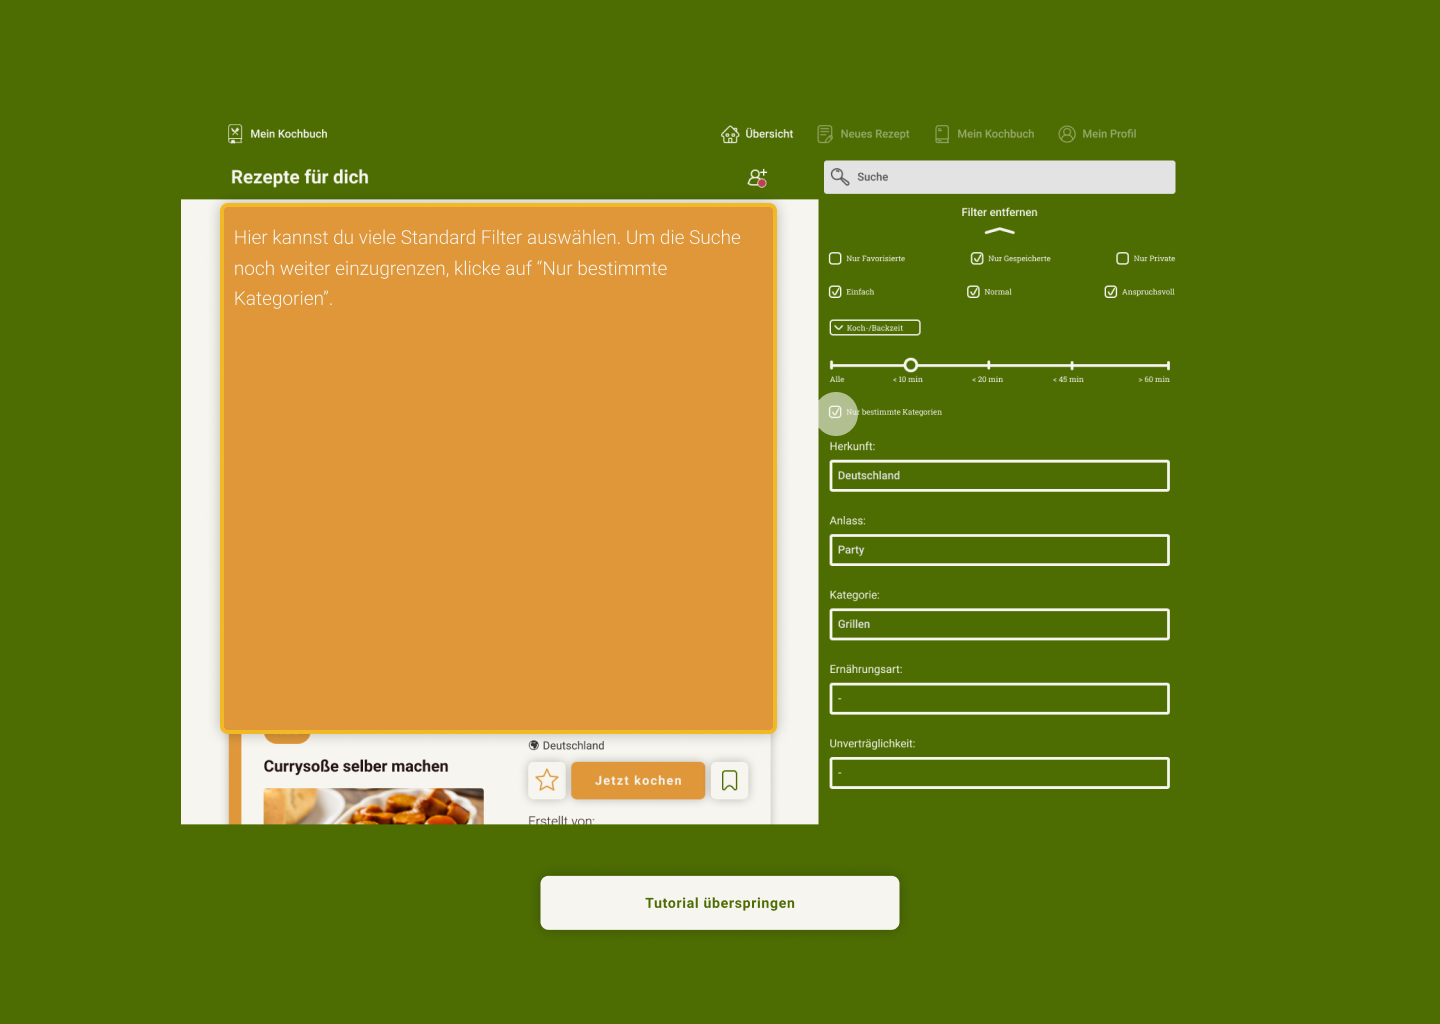 Mein Kochbuch
Übersicht
Neues Rezept
Mein Kochbuch
Mein Profil
Rezepte für dich
Suche
Hier kannst du viele Standard Filter auswählen. Um die Suche
noch weiter einzugrenzen, klicke auf “Nur bestimmte
Kategorien”.
Filter entfernen
Nur Favorisierte
Nur Gespeicherte
Nur Private
Einfach
Normal
Anspruchsvoll
Koch-/Backzeit
Alle
< 10 min
< 20 min
< 45 min
> 60 min
Nur bestimmte Kategorien
Herkunft:
Deutschland
Anlass:
Party
Kategorie:
Grillen
Ernährungsart:
-
Unverträglichkeit:
-
Deutschland
Currysoße selber machen
Jetzt kochen
Erstellt von:
Tutorial überspringen